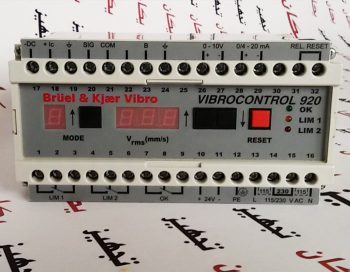 -DC + Ic SIG COM B 0 - 10V 0/4 - 20 mA REL. RESET
17 18 19 20 21 22 23 24 25 26 27 28 29 30 31 32
Brüel & Kjær Vibro VIBROCONTROL 920
OK
LIM 1
LIM 2
MODE Vrms(mm/s) RESET
1 2 3 4 5 6 7 8 9 10 11 12 13 14 15 16
LIM 1 LIM 2 OK + 24V - PE L 115 230 115 N
115/230 V AC